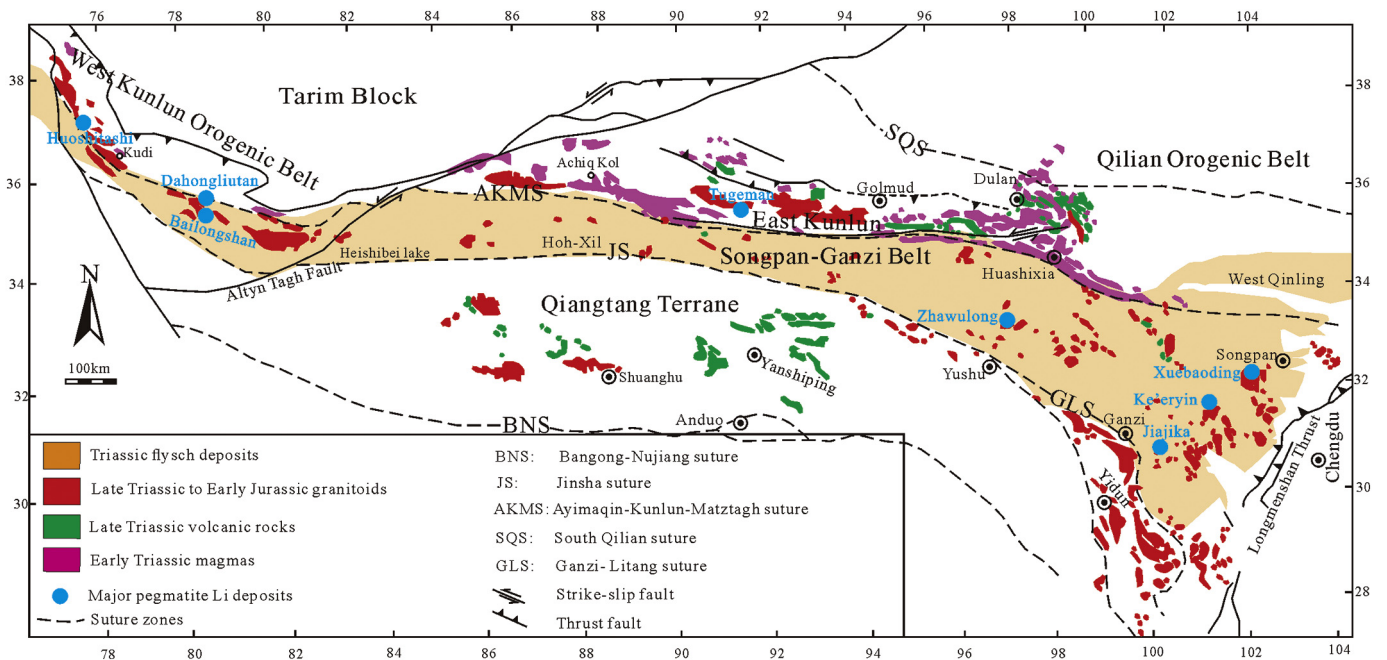 76 78 80 82 84 85 88 91 92 94 95 97 98 100 102 104
38
36
34
32
30
38
36
34
32
30
28
West Kunlun Orogenic Belt
Tarim Block
SQS
Qilian Orogenic Belt
Huoshitashi
Kudi
Dahongliutan
Bailongshan
Achiq Kol
AKMS
Tugeman
Golmud
Dulan
East Kunlun
Heishibei lake
Hoh-Xil
JS
Songpan-Ganzi Belt
Huashixia
West Qinling
Altyn Tagh Fault
N
100km
Qiangtang Terrane
Zhawulong
Shuanghu
Yanshiping
Yushu
Songpan
Xuebaoding
Ke'eryin
GLS
Ganzi
Jiajika
Anduo
BNS
Yidun
Longmenshan Thrust
Chengdu
Triassic flysch deposits
Late Triassic to Early Jurassic granitoids
Late Triassic volcanic rocks
Early Triassic magmas
Major pegmatite Li deposits
Suture zones
BNS: Bangong-Nujiang suture
JS: Jinsha suture
AKMS: Ayimaqin-Kunlun-Matztagh suture
SQS: South Qilian suture
GLS: Ganzi- Litang suture
Strike-slip fault
Thrust fault
78 80 82 84 85 86 88 90 92 94 96 98 100 102 104